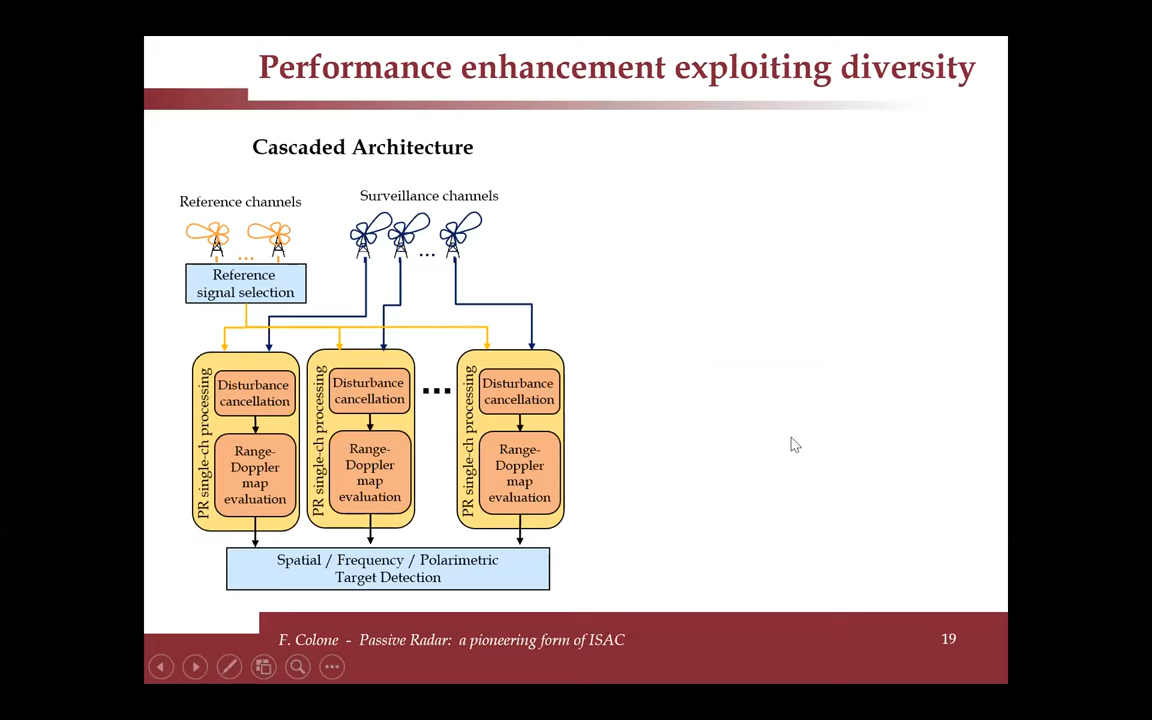 Performance enhancement exploiting diversity
Cascaded Architecture
Reference channels
Surveillance channels
...
...
Reference
signal selection
PR single-ch processing
Disturbance
cancellation
Range-
Doppler
map
evaluation
PR single-ch processing
Disturbance
cancellation
Range-
Doppler
map
evaluation
...
PR single-ch processing
Disturbance
cancellation
Range-
Doppler
map
evaluation
Spatial / Frequency / Polarimetric
Target Detection
F. Colone - Passive Radar: a pioneering form of ISAC
19